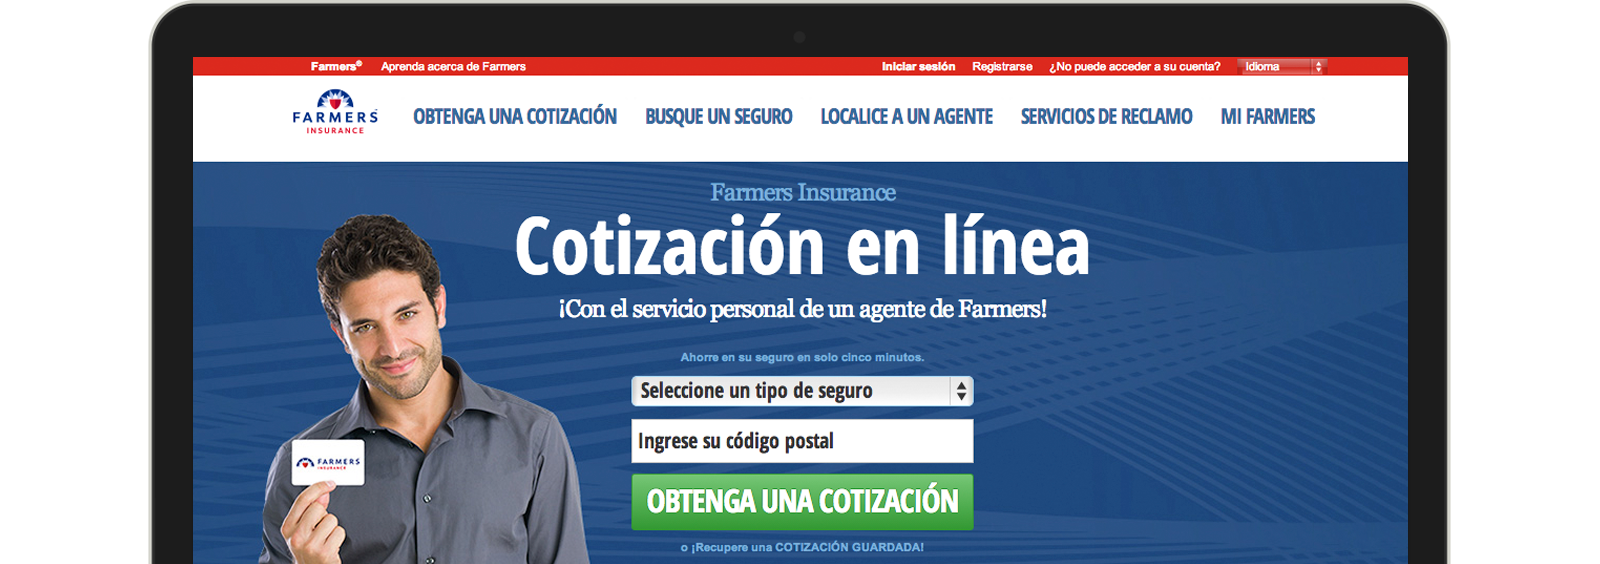 Farmers® Aprenda acerca de Farmers Iniciar sesión Registrarse ¿No puede acceder a su cuenta? Idioma
FARMERS
INSURANCE
OBTENGA UNA COTIZACIÓN BUSQUE UN SEGURO LOCALICE A UN AGENTE SERVICIOS DE RECLAMO MI FARMERS
Farmers Insurance
Cotización en línea
¡Con el servicio personal de un agente de Farmers!
Ahorre en su seguro en solo cinco minutos.
Seleccione un tipo de seguro
Ingrese su código postal
OBTENGA UNA COTIZACIÓN
o ¡Recupere una COTIZACIÓN GUARDADA!
FARMERS
INSURANCE